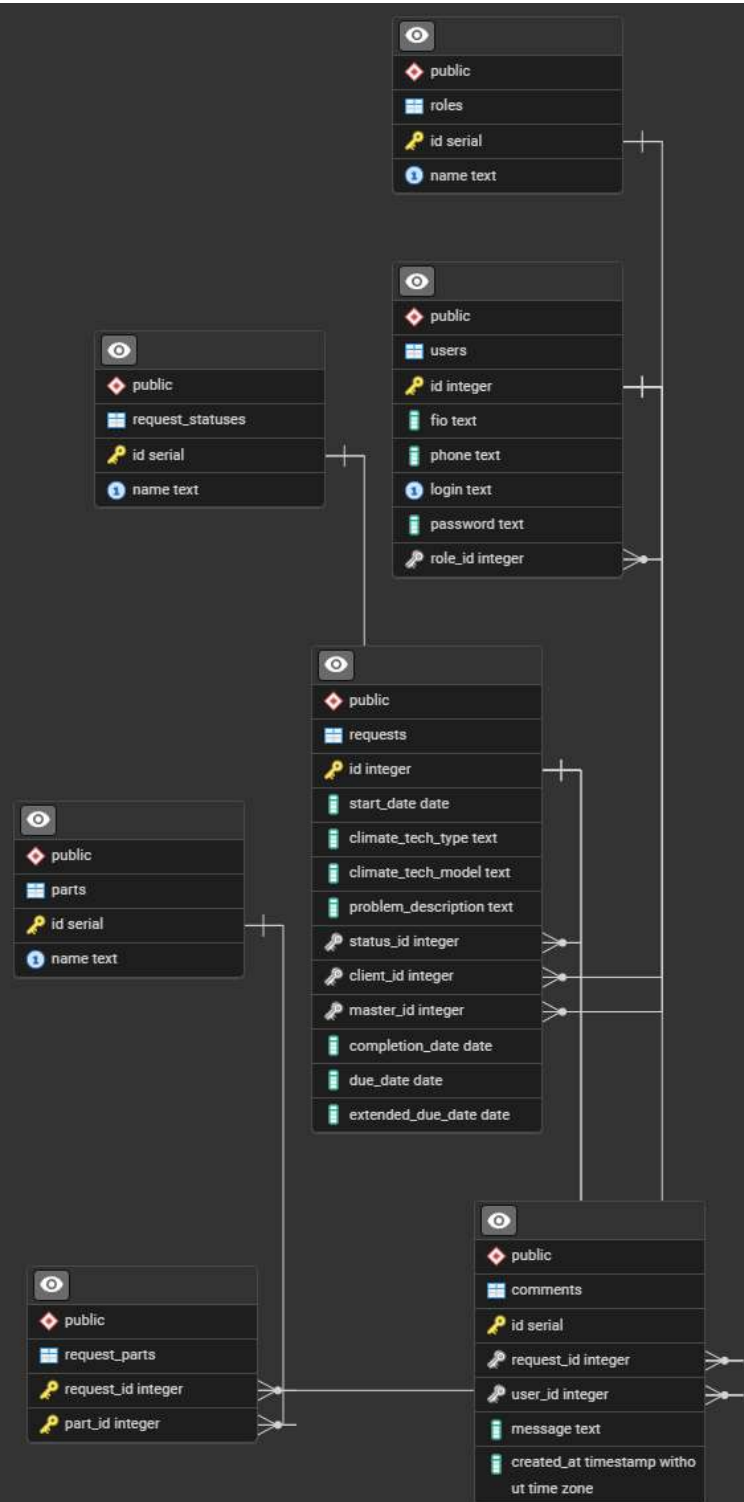 public
roles
id serial
name text
public
users
id integer
fio text
phone text
login text
password text
role_id integer
public
request_statuses
id serial
name text
public
requests
id integer
start_date date
climate_tech_type text
climate_tech_model text
problem_description text
status_id integer
client_id integer
master_id integer
completion_date date
due_date date
extended_due_date date
public
parts
id serial
name text
public
request_parts
request_id integer
part_id integer
public
comments
id serial
request_id integer
user_id integer
message text
created_at timestamp witho
ut time zone